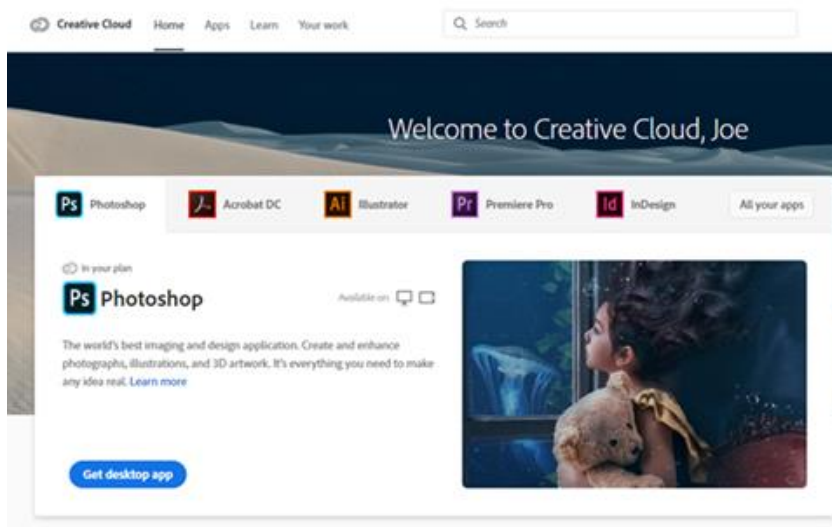 Creative Cloud Home Apps Learn Your work Search
Welcome to Creative Cloud, Joe
Ps Photoshop Acrobat DC Ai Illustrator Pr Premiere Pro Id InDesign All your apps
In your plan
Ps Photoshop Available on:
The world's best imaging and design application. Create and enhance
photographs, illustrations, and 3D artwork. It's everything you need to make
any idea real. Learn more
Get desktop app